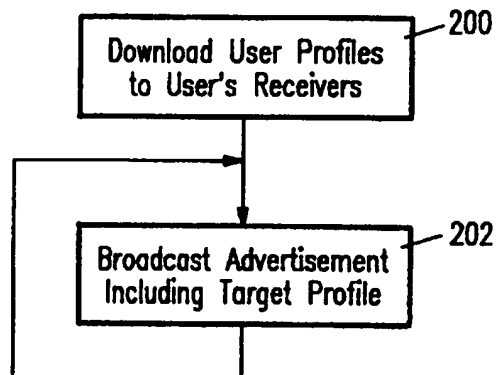 200
Download User Profiles
to User's Receivers
202
Broadcast Advertisement
Including Target Profile